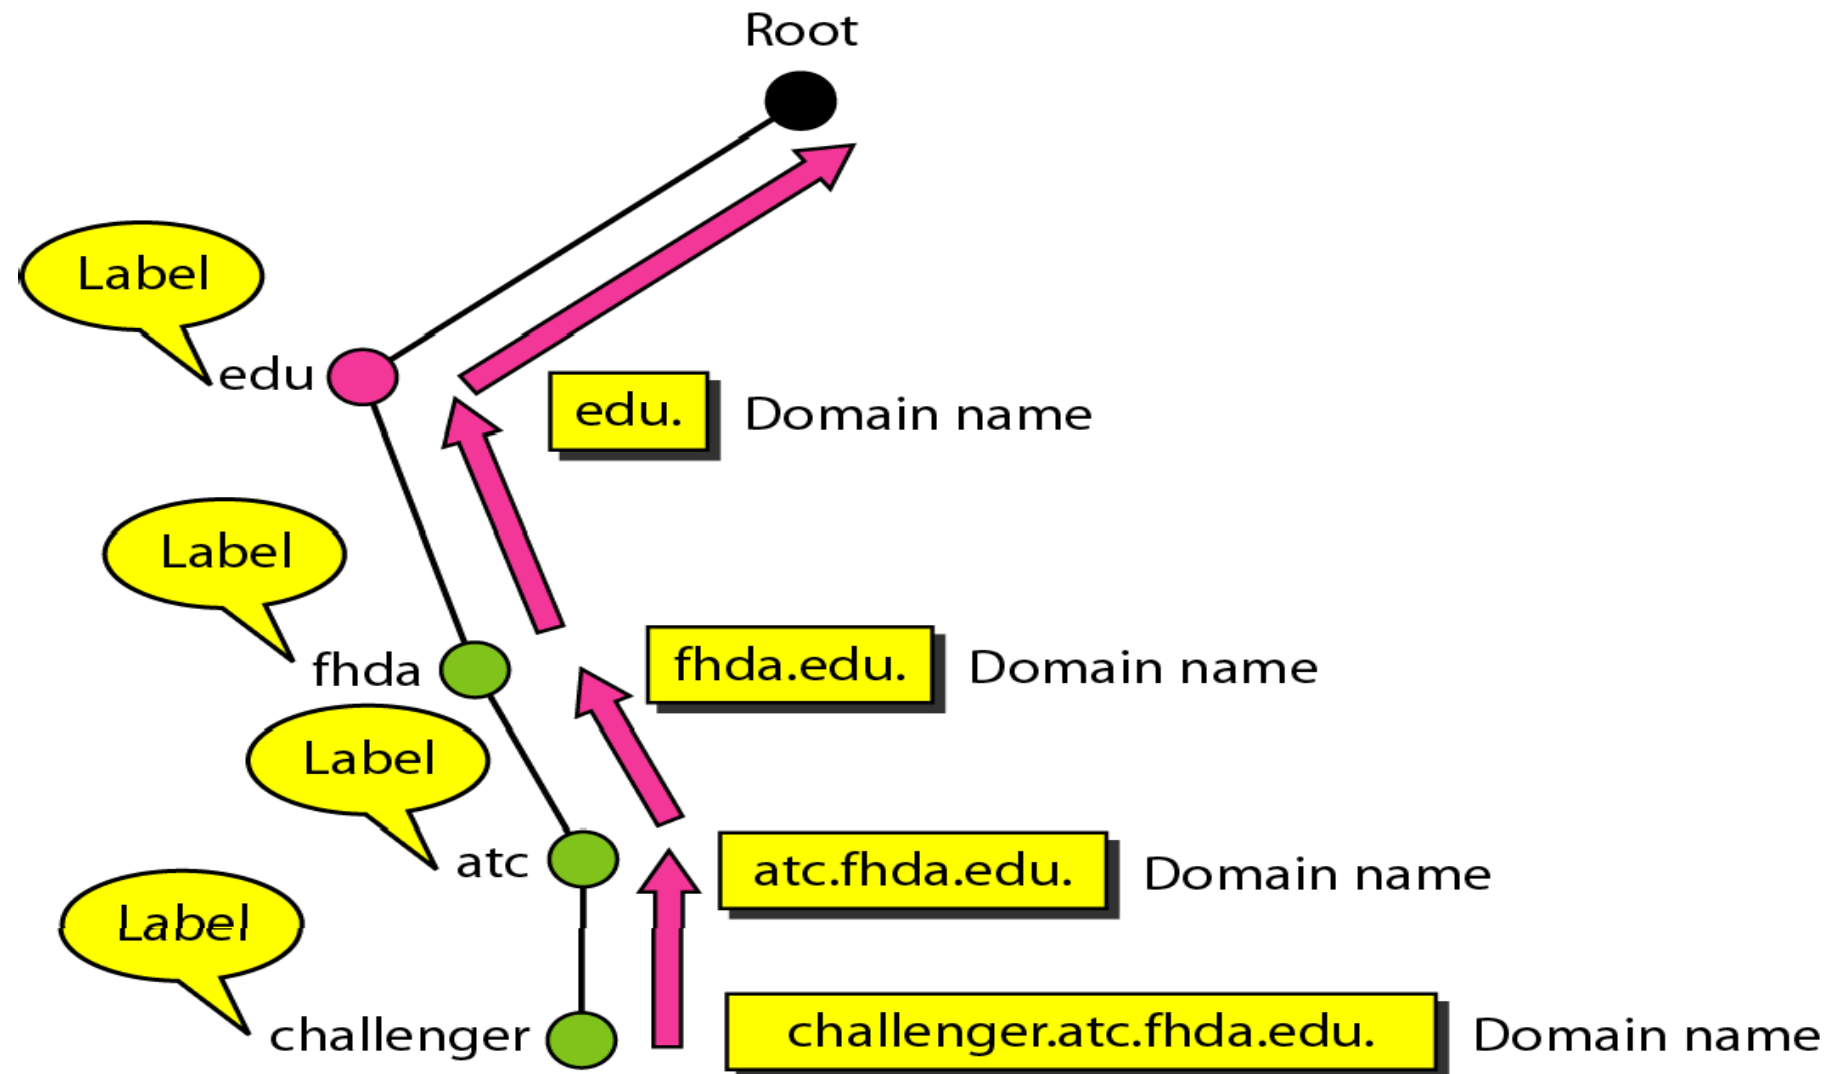 Root
Label
edu
edu.
Domain name
Label
fhda
fhda.edu.
Domain name
Label
atc
atc.fhda.edu.
Domain name
Label
challenger
challenger.atc.fhda.edu.
Domain name